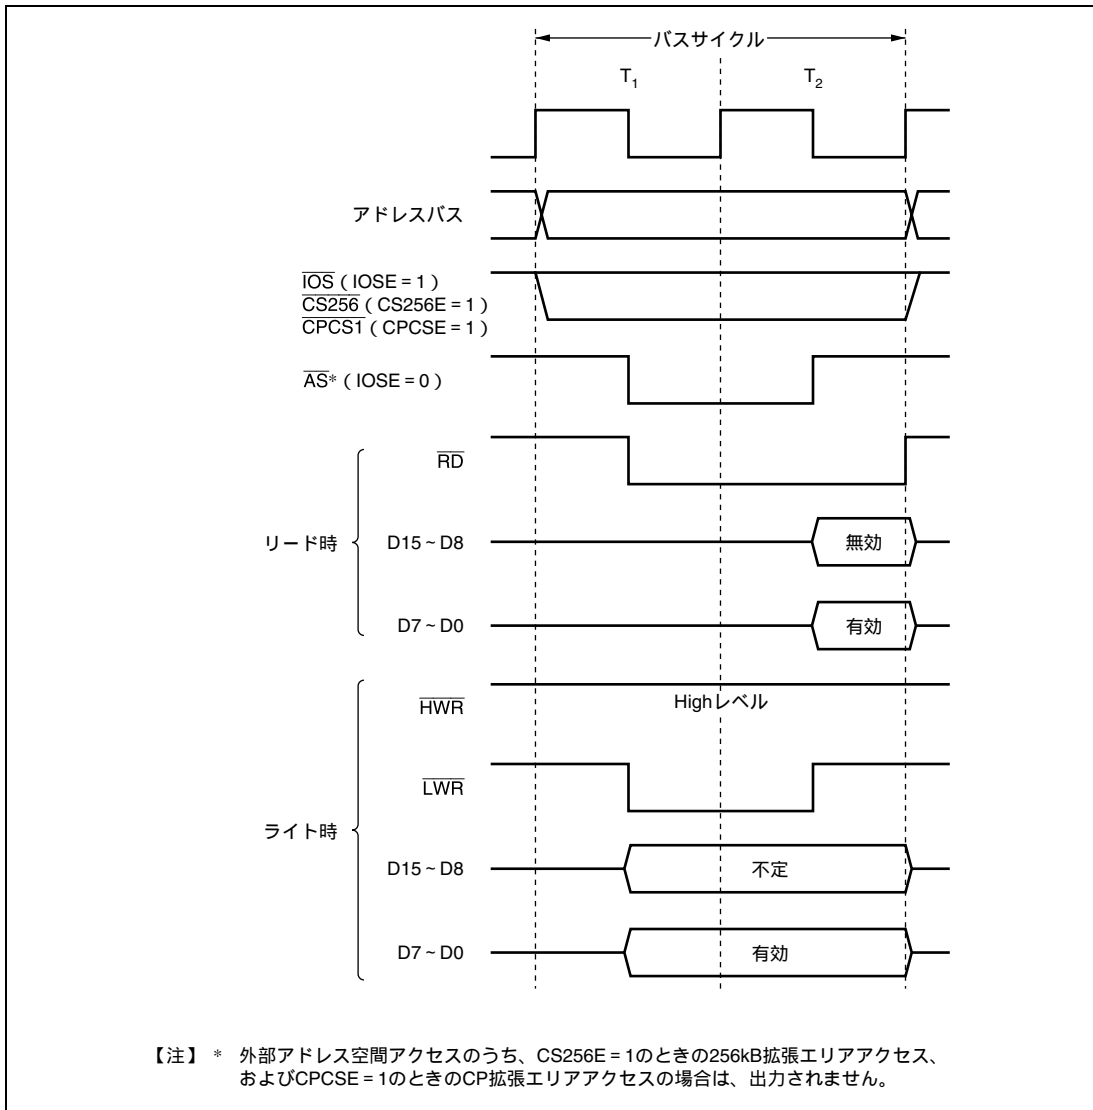 バスサイクル
T1 T2
アドレスバス
IOS（IOSE = 1）
CS256（CS256E = 1）
CPCS1（CPCSE = 1）
AS*（IOSE = 0）
リード時
RD
D15～D8 無効
D7～D0 有効
ライト時
HWR Highレベル
LWR
D15～D8 不定
D7～D0 有効
【注】 * 外部アドレス空間アクセスのうち、CS256E = 1のときの256kB拡張エリアアクセス、
およびCPCSE = 1のときのCP拡張エリアアクセスの場合は、出力されません。